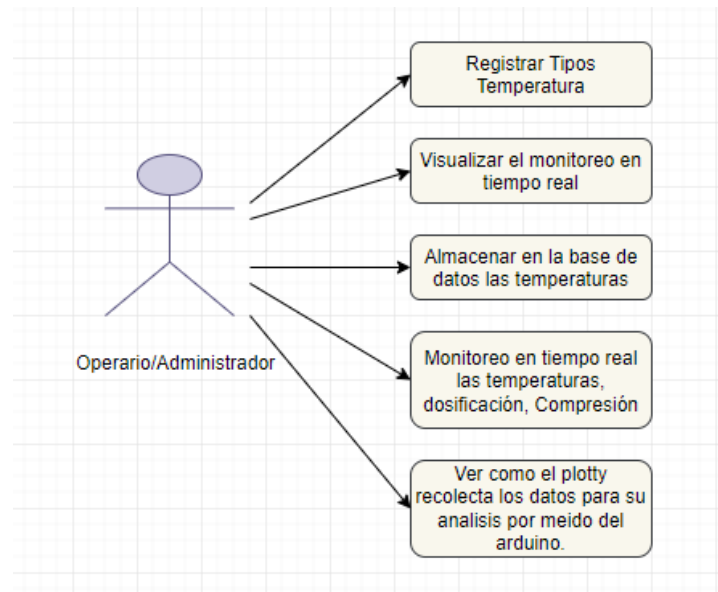 Registrar Tipos
Temperatura
Visualizar el monitoreo en
tiempo real
Almacenar en la base de
datos las temperaturas
Operario/Administrador
Monitoreo en tiempo real
las temperaturas,
dosificación, Compresión
Ver como el plotty
recolecta los datos para su
analisis por meido del
arduino.